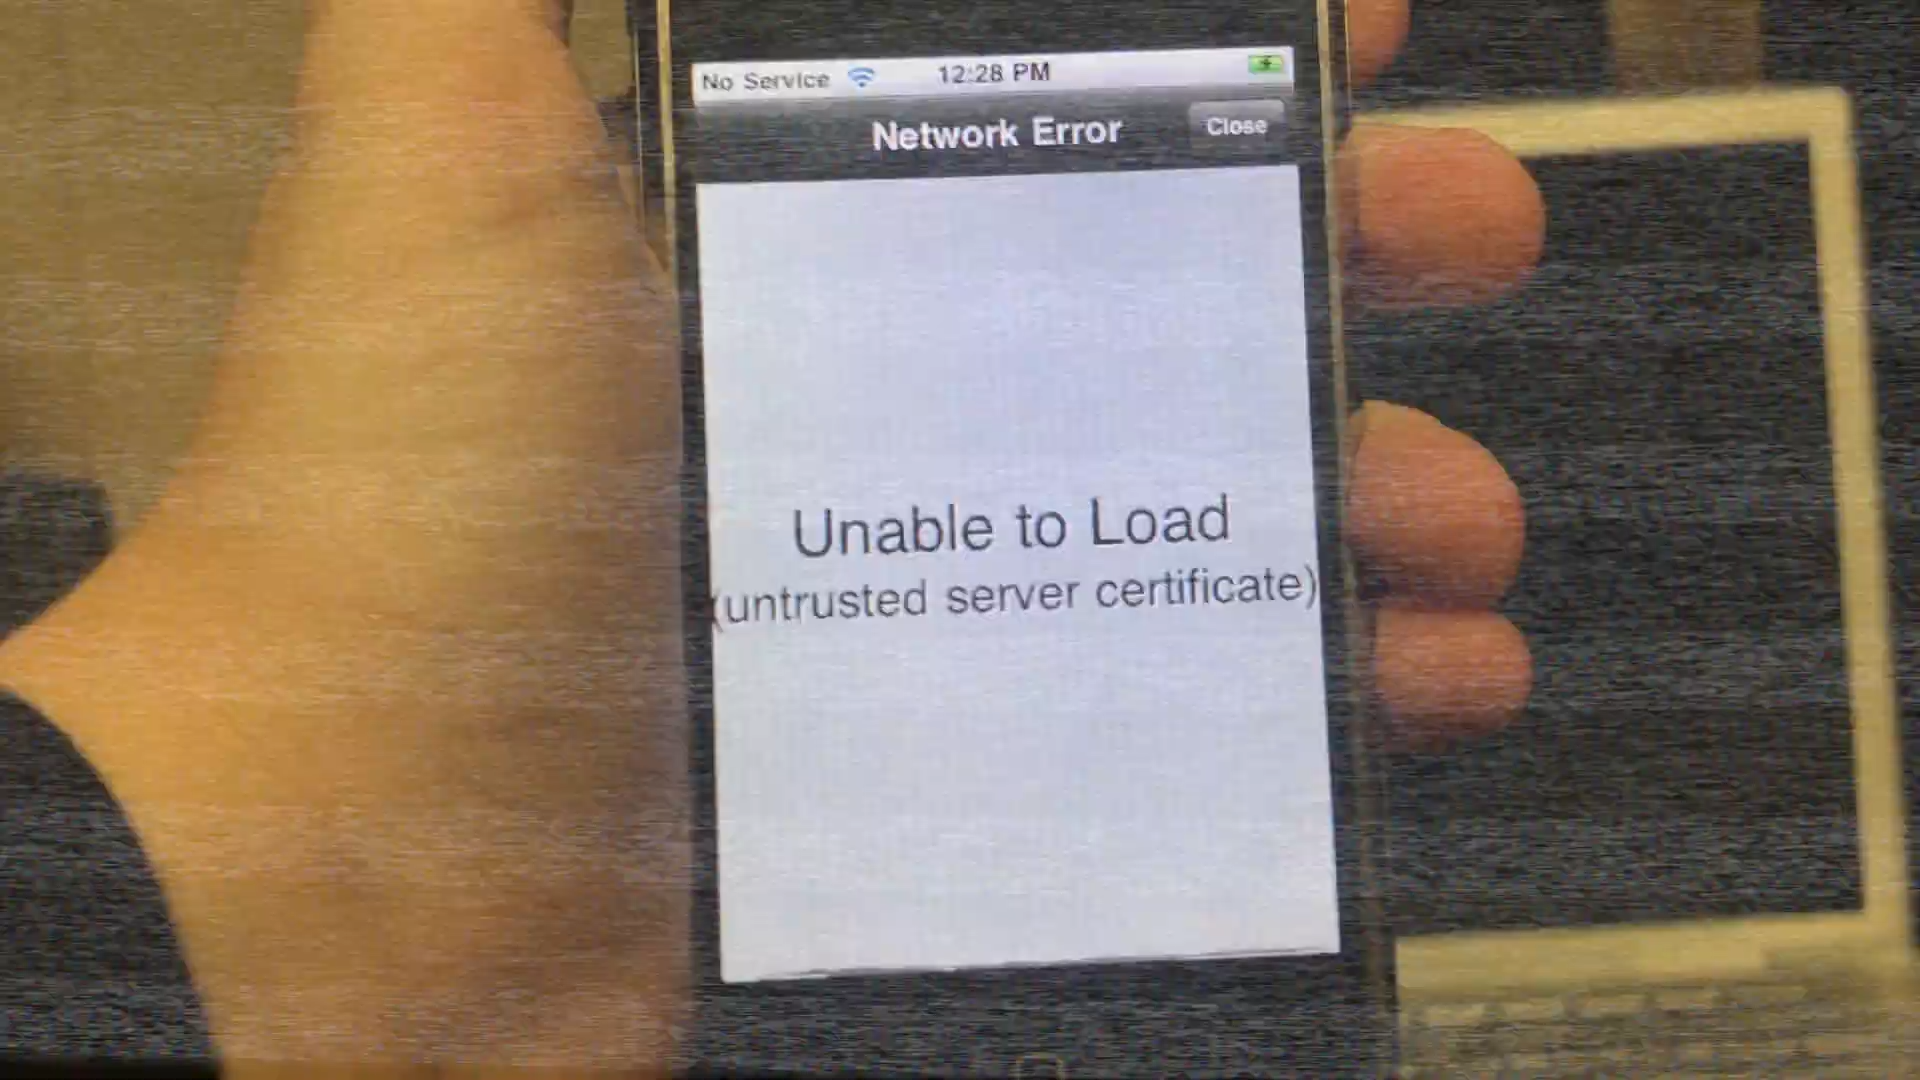 No Service 12:28 PM
Network Error
Close
Unable to Load
(untrusted server certificate)